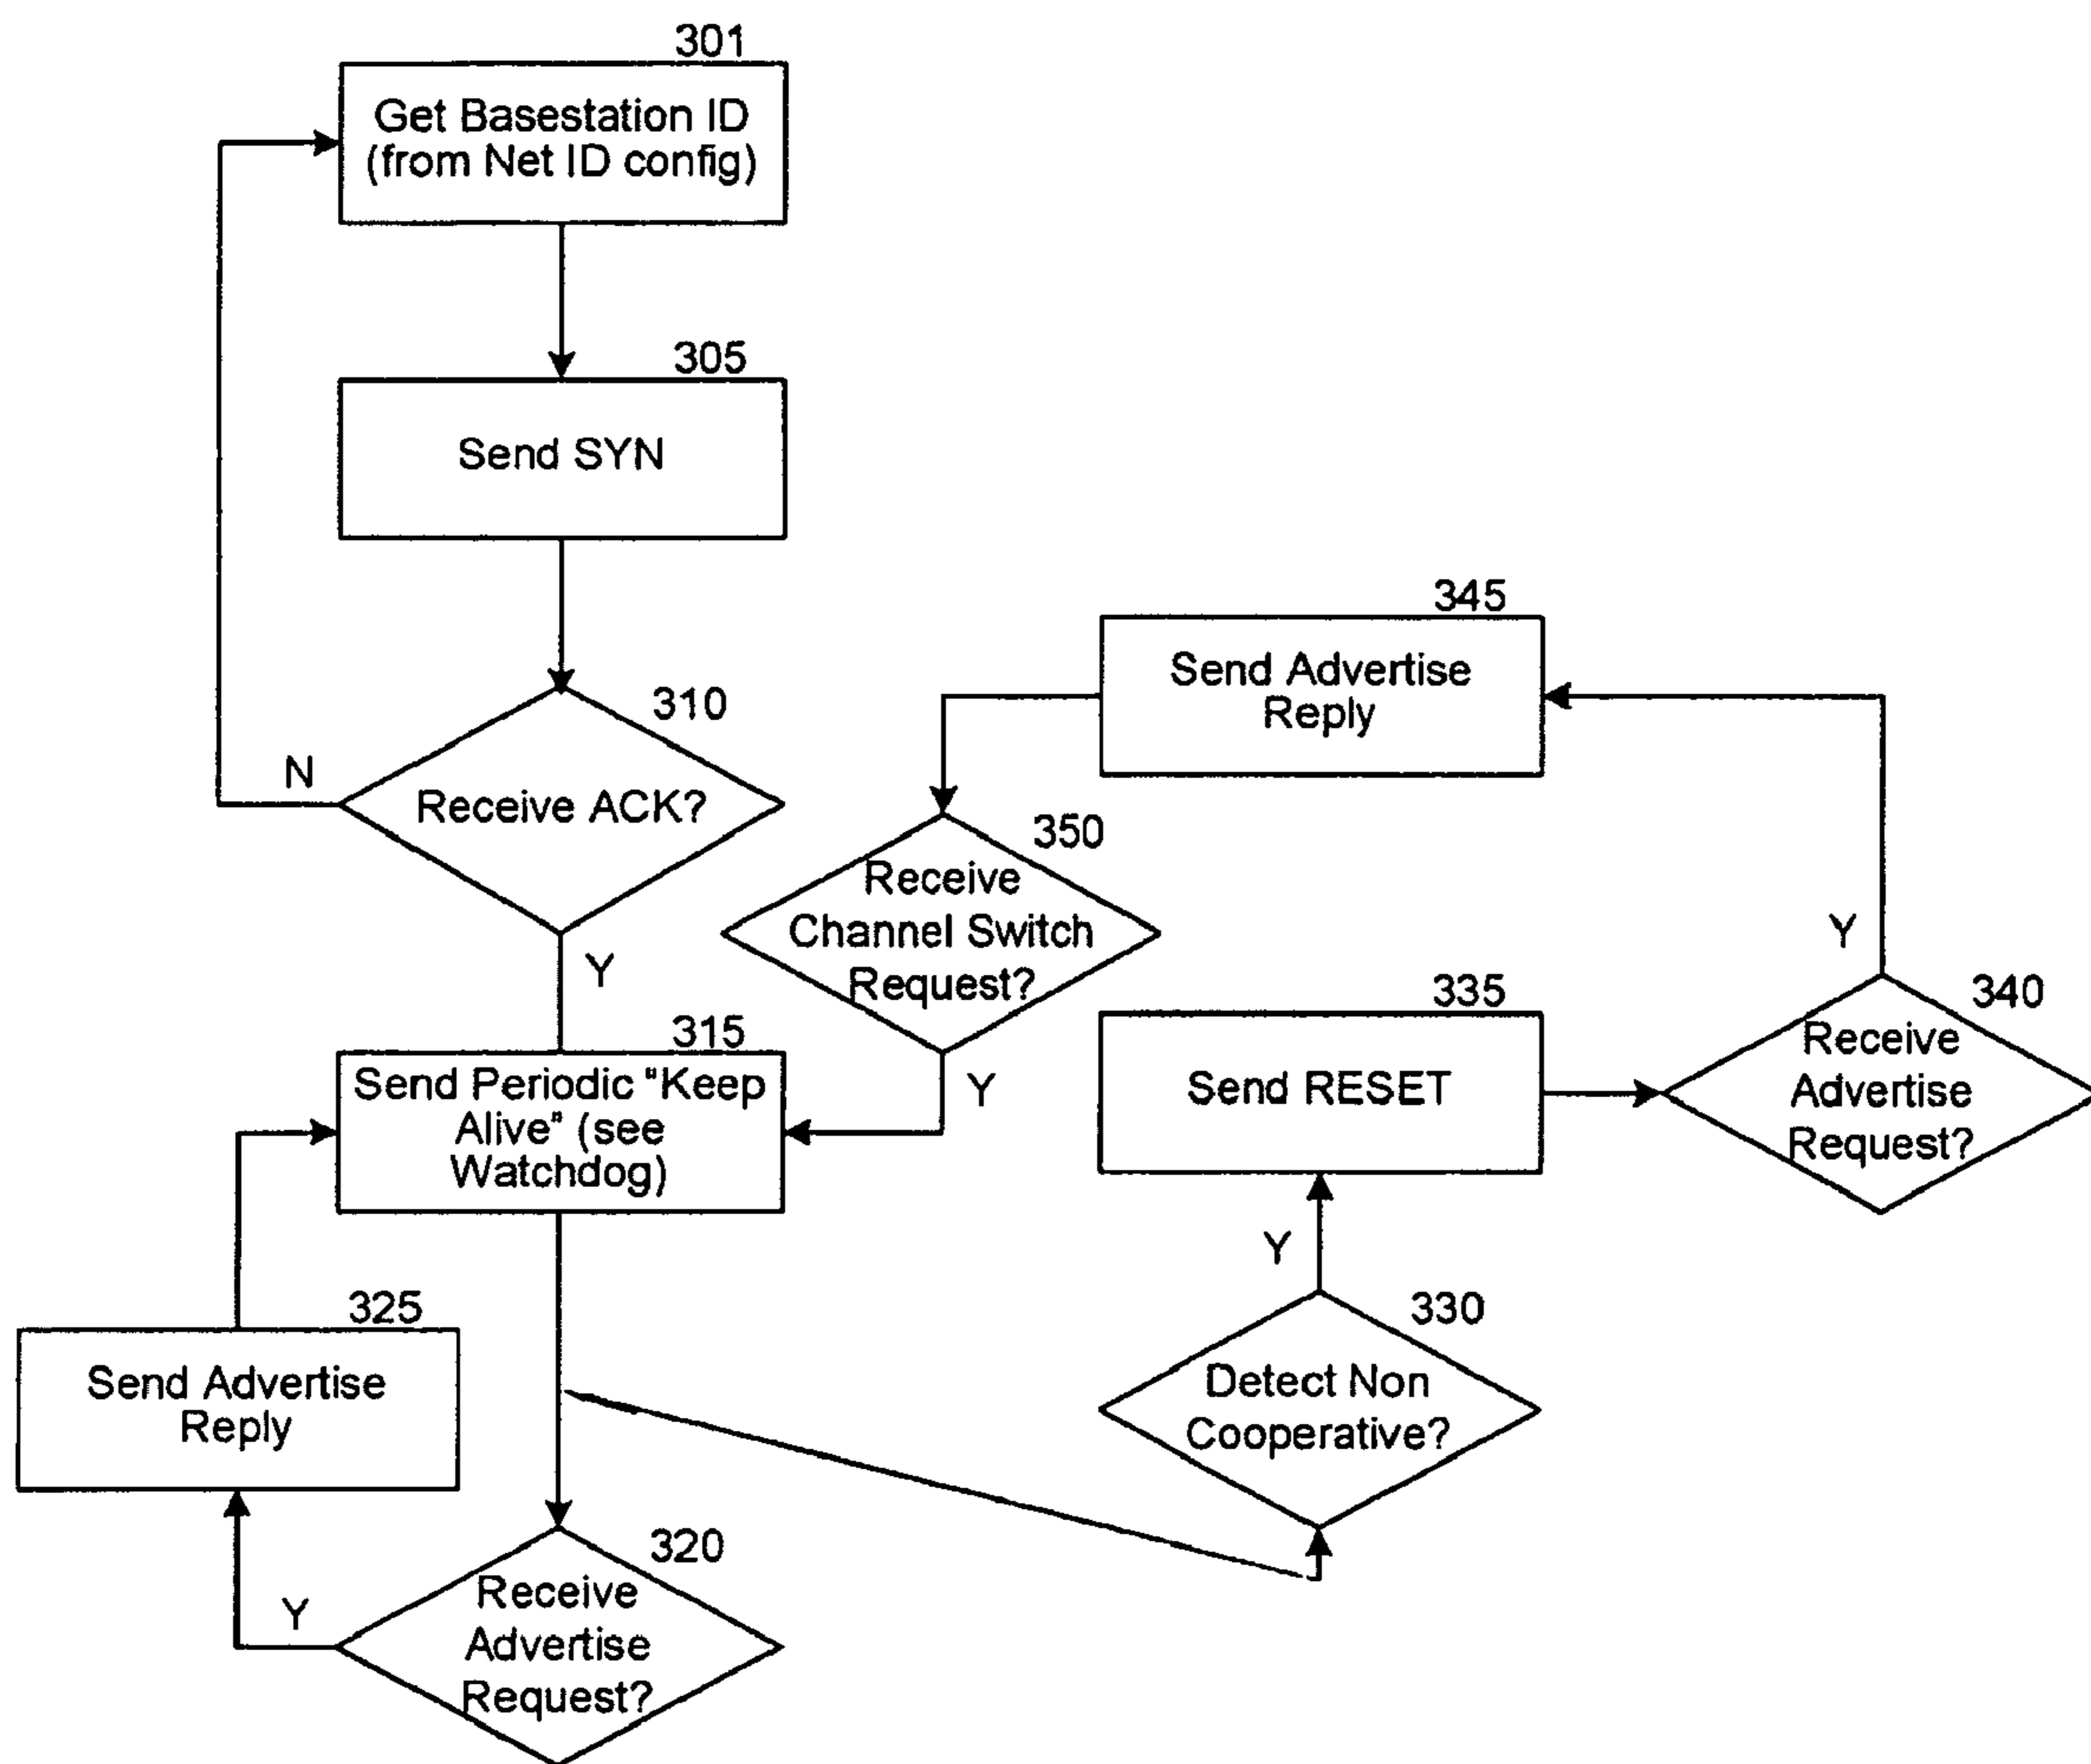 301
Get Basestation ID
(from Net ID config)
305
Send SYN
310
Receive ACK?
N
Y
315
Send Periodic "Keep
Alive" (see
Watchdog)
325
Send Advertise
Reply
320
Receive
Advertise
Request?
Y
345
Send Advertise
Reply
350
Receive
Channel Switch
Request?
Y
335
Send RESET
340
Receive
Advertise
Request?
Y
330
Detect Non
Cooperative?
Y